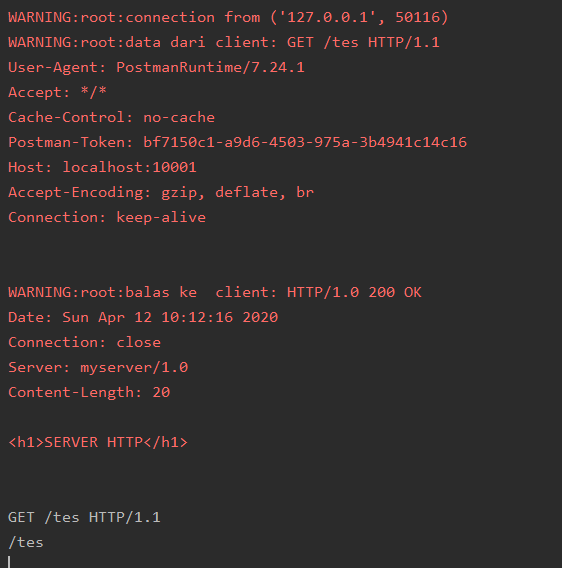 WARNING:root:connection from ('127.0.0.1', 50116)
WARNING:root:data dari client: GET /tes HTTP/1.1
User-Agent: PostmanRuntime/7.24.1
Accept: */*
Cache-Control: no-cache
Postman-Token: bf7150c1-a9d6-4503-975a-3b4941c14c16
Host: localhost:10001
Accept-Encoding: gzip, deflate, br
Connection: keep-alive
WARNING:root:balas ke  client: HTTP/1.0 200 OK
Date: Sun Apr 12 10:12:16 2020
Connection: close
Server: myserver/1.0
Content-Length: 20
<h1>SERVER HTTP</h1>
GET /tes HTTP/1.1
/tes